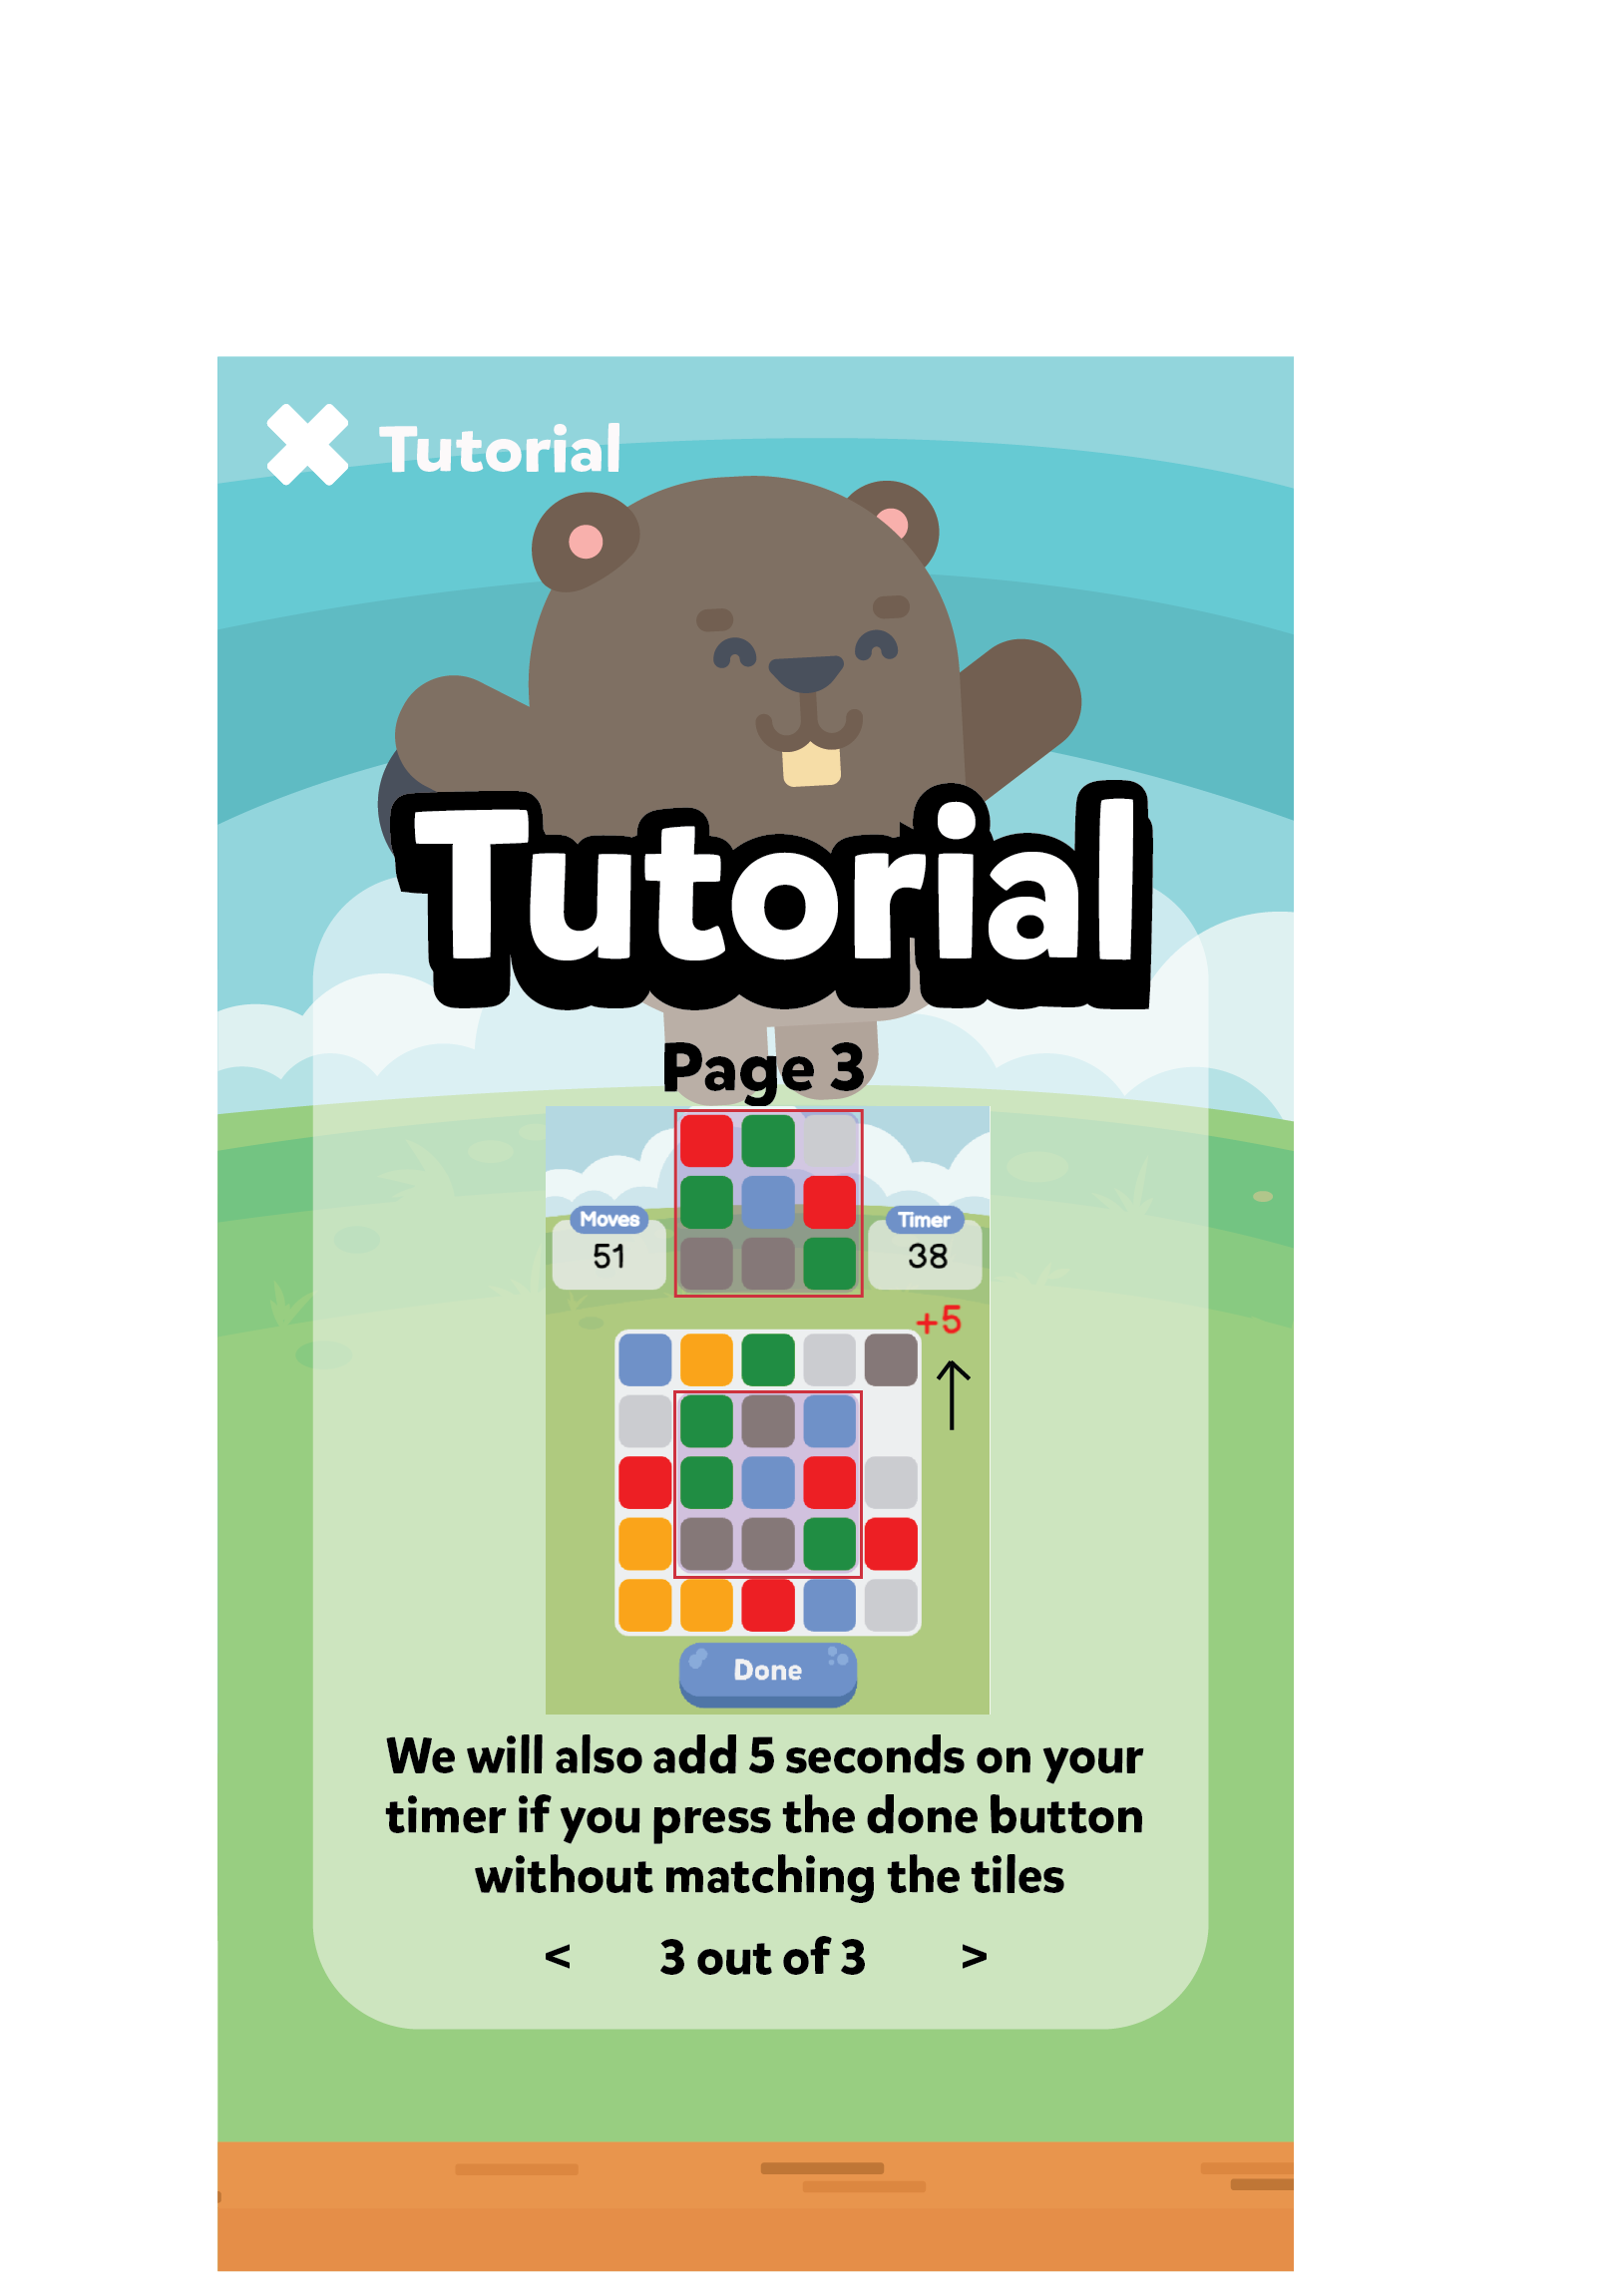 Tutorial
Tutorial
Page 3
Moves
51
Timer
38
+5
Done
We will also add 5 seconds on your
timer if you press the done button
without matching the tiles
< 3 out of 3 >